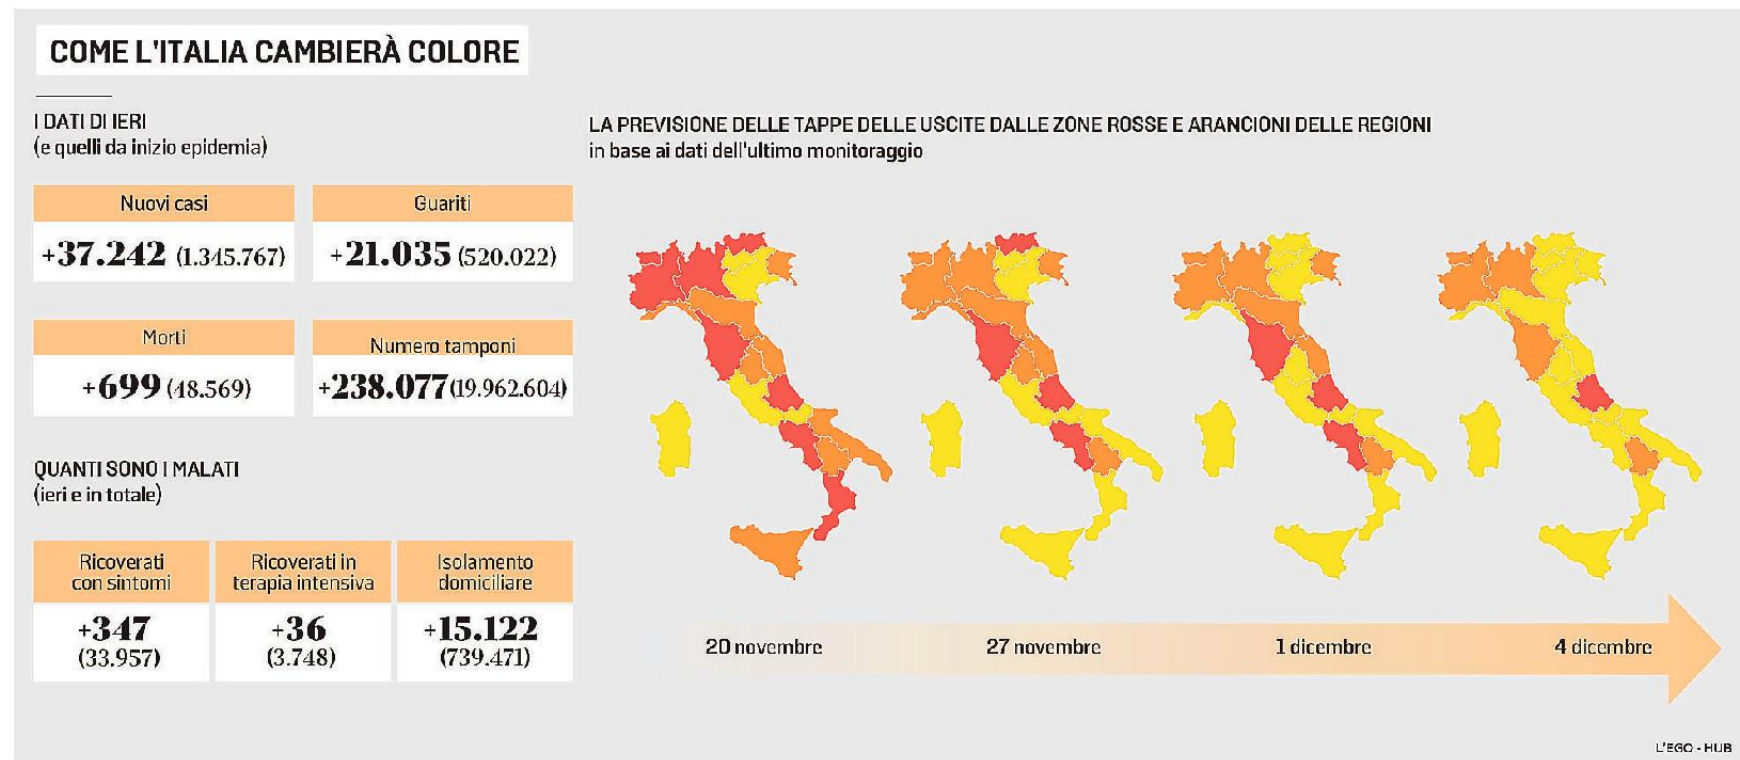 COME L'ITALIA CAMBIERÀ COLORE
I DATI DI IERI
(e quelli da inizio epidemia)
Nuovi casi
+37.242 (1.345.767)
Guariti
+21.035 (520.022)
Morti
+699 (48.569)
Numero tamponi
+238.077(19.962.604)
QUANTI SONO I MALATI
(ieri e in totale)
Ricoverati
con sintomi
+347
(33.957)
Ricoverati in
terapia intensiva
+36
(3.748)
Isolamento
domiciliare
+15.122
(739.471)
LA PREVISIONE DELLE TAPPE DELLE USCITE DALLE ZONE ROSSE E ARANCIONI DELLE REGIONI
in base ai dati dell'ultimo monitoraggio
20 novembre
27 novembre
1 dicembre
4 dicembre
L'EGO - HUB